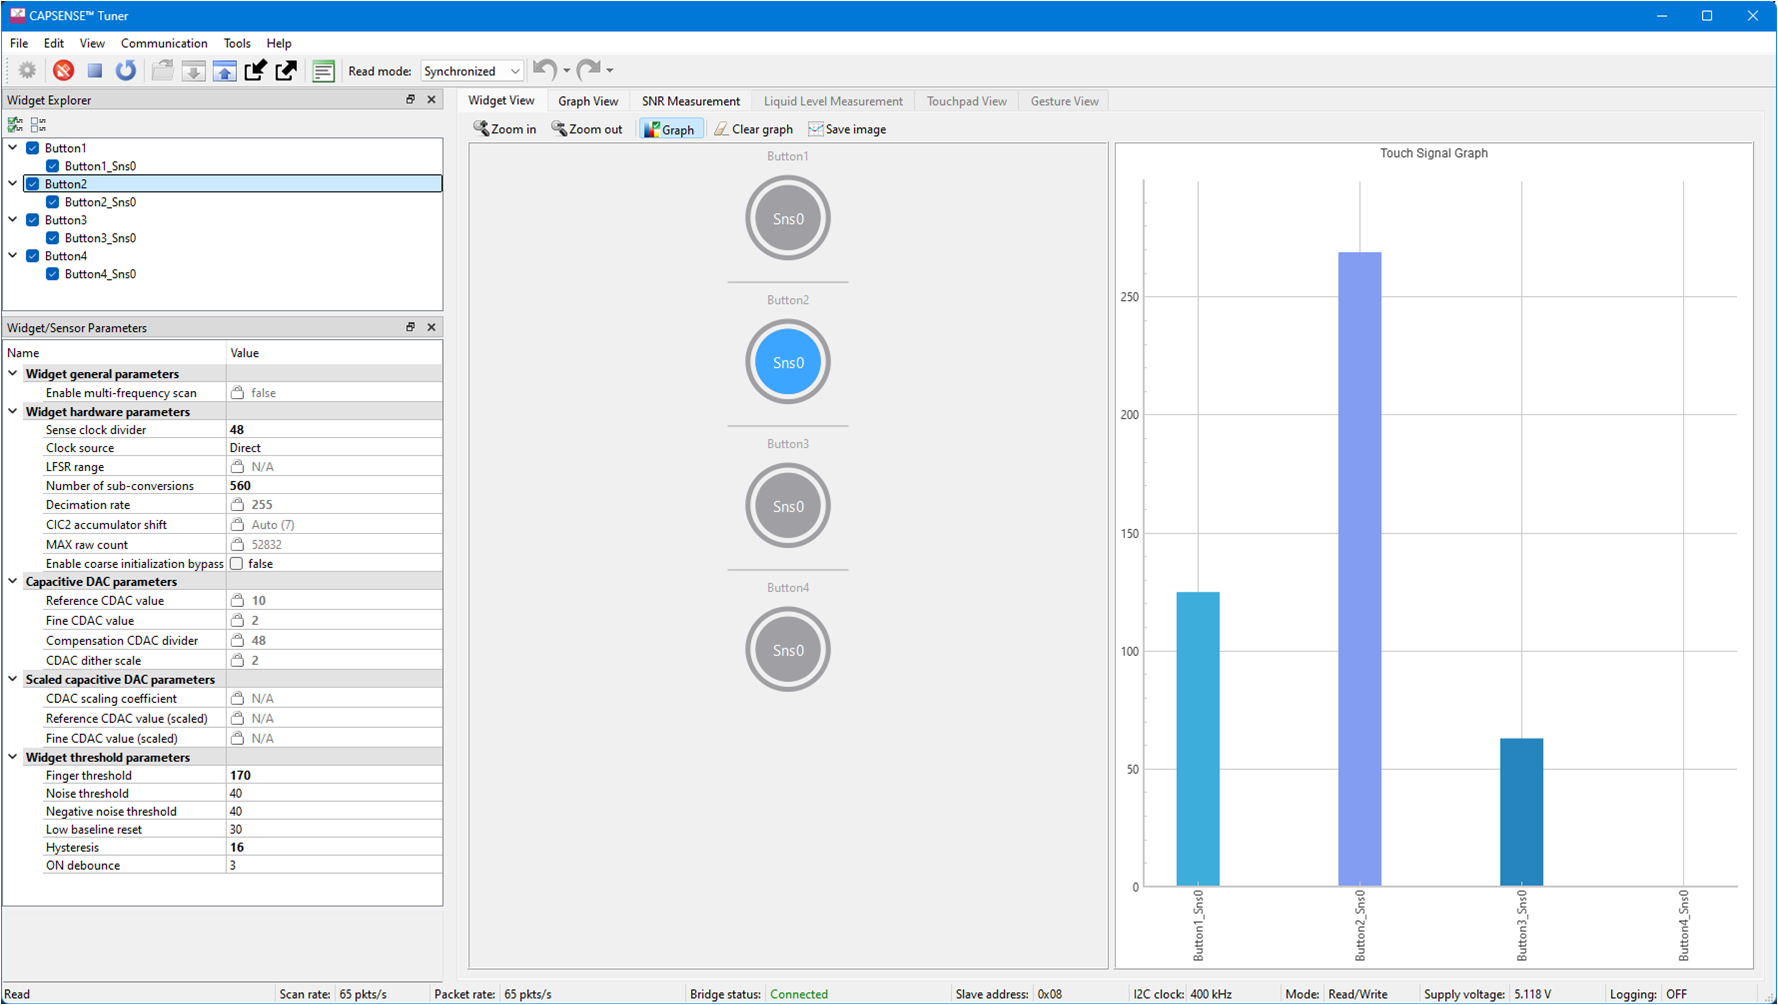 CAPSENSE™ Tuner
File Edit View Communication Tools Help
Read mode: Synchronized
Widget Explorer
Button1
Button1_Sns0
Button2
Button2_Sns0
Button3
Button3_Sns0
Button4
Button4_Sns0
Widget/Sensor Parameters
Name Value
Widget general parameters
Enable multi-frequency scan false
Widget hardware parameters
Sense clock divider 48
Clock source Direct
LFSR range N/A
Number of sub-conversions 560
Decimation rate 255
CIC2 accumulator shift Auto (7)
MAX raw count 52832
Enable coarse initialization bypass false
Capacitive DAC parameters
Reference CDAC value 10
Fine CDAC value 2
Compensation CDAC divider 48
CDAC dither scale 2
Scaled capacitive DAC parameters
CDAC scaling coefficient N/A
Reference CDAC value (scaled) N/A
Fine CDAC value (scaled) N/A
Widget threshold parameters
Finger threshold 170
Noise threshold 40
Negative noise threshold 40
Low baseline reset 30
Hysteresis 16
ON debounce 3
Widget View Graph View SNR Measurement Liquid Level Measurement Touchpad View Gesture View
Zoom in Zoom out Graph Clear graph Save image
Button1
Sns0
Button2
Sns0
Button3
Sns0
Button4
Sns0
Touch Signal Graph
250
200
150
100
50
0
Button1_Sns0
Button2_Sns0
Button3_Sns0
Button4_Sns0
Read Scan rate: 65 pkts/s Packet rate: 65 pkts/s Bridge status: Connected Slave address: 0x08 I2C clock: 400 kHz Mode: Read/Write Supply voltage: 5.118 V Logging: OFF